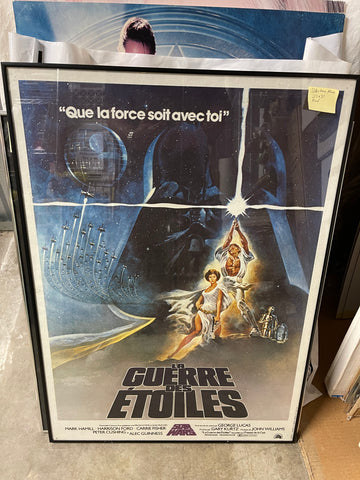 "Que la force soit avec toi"
LA
GUERRE DES
ETOILES
MARK HAMILL HARRISON FORD CARRIE FISHER
PETER CUSHING
ALEC GUINNESS
STAR
WARS
GEORGE LUCAS
GARY KURTZ
JOHN WILLIAMS